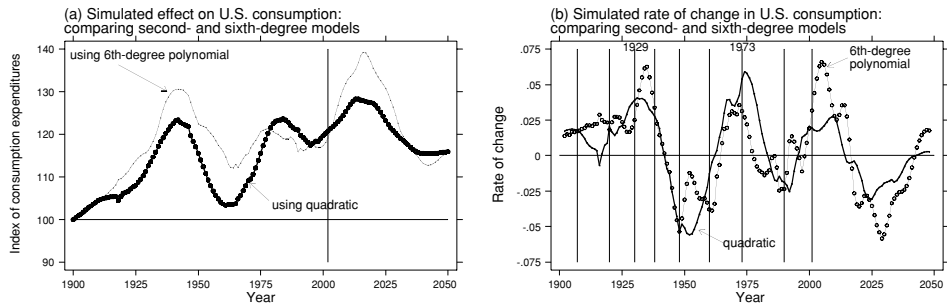 (a) Simulated effect on U.S. consumption:
comparing second- and sixth-degree models
Index of consumption expenditures
140
130
120
110
100
90
using 6th-degree polynomial
using quadratic
1900
1925
1950
1975
2000
2025
2050
Year
(b) Simulated rate of change in U.S. consumption:
comparing second- and sixth-degree models
Rate of change
.075
.05
.025
0
-.025
-.05
-.075
1929
1973
6th-degree
polynomial
quadratic
1900
1925
1950
1975
2000
2025
2050
Year